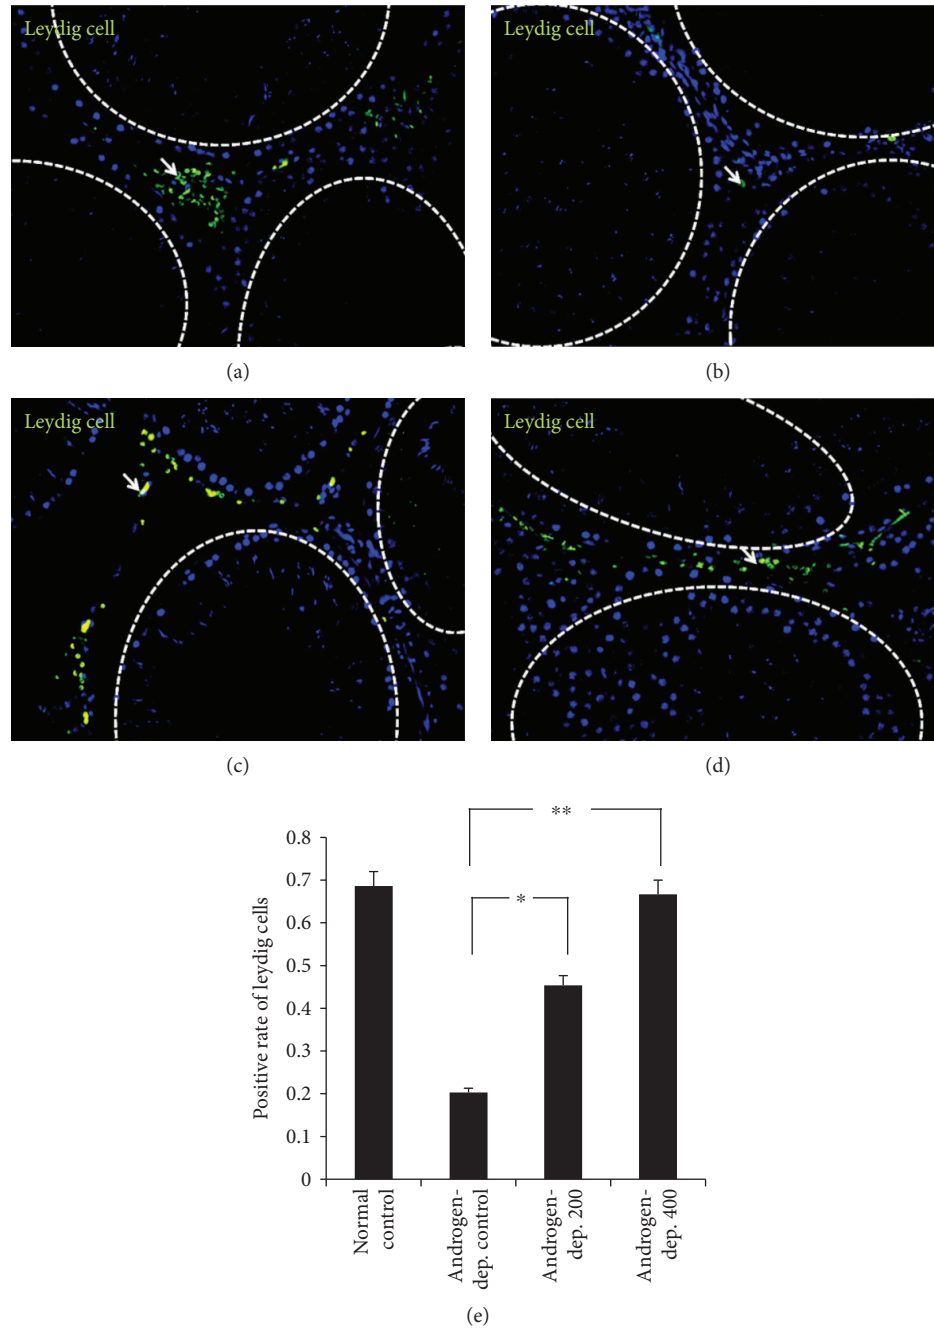 Leydig cell
Leydig cell
(a)
(b)
Leydig cell
Leydig cell
(c)
(d)
**
*
0.8
0.7
0.6
0.5
0.4
0.3
0.2
0.1
0
Positive rate of leydig cells
Normal
control
Androgen-
dep. control
Androgen-
dep. 200
Androgen-
dep. 400
(e)